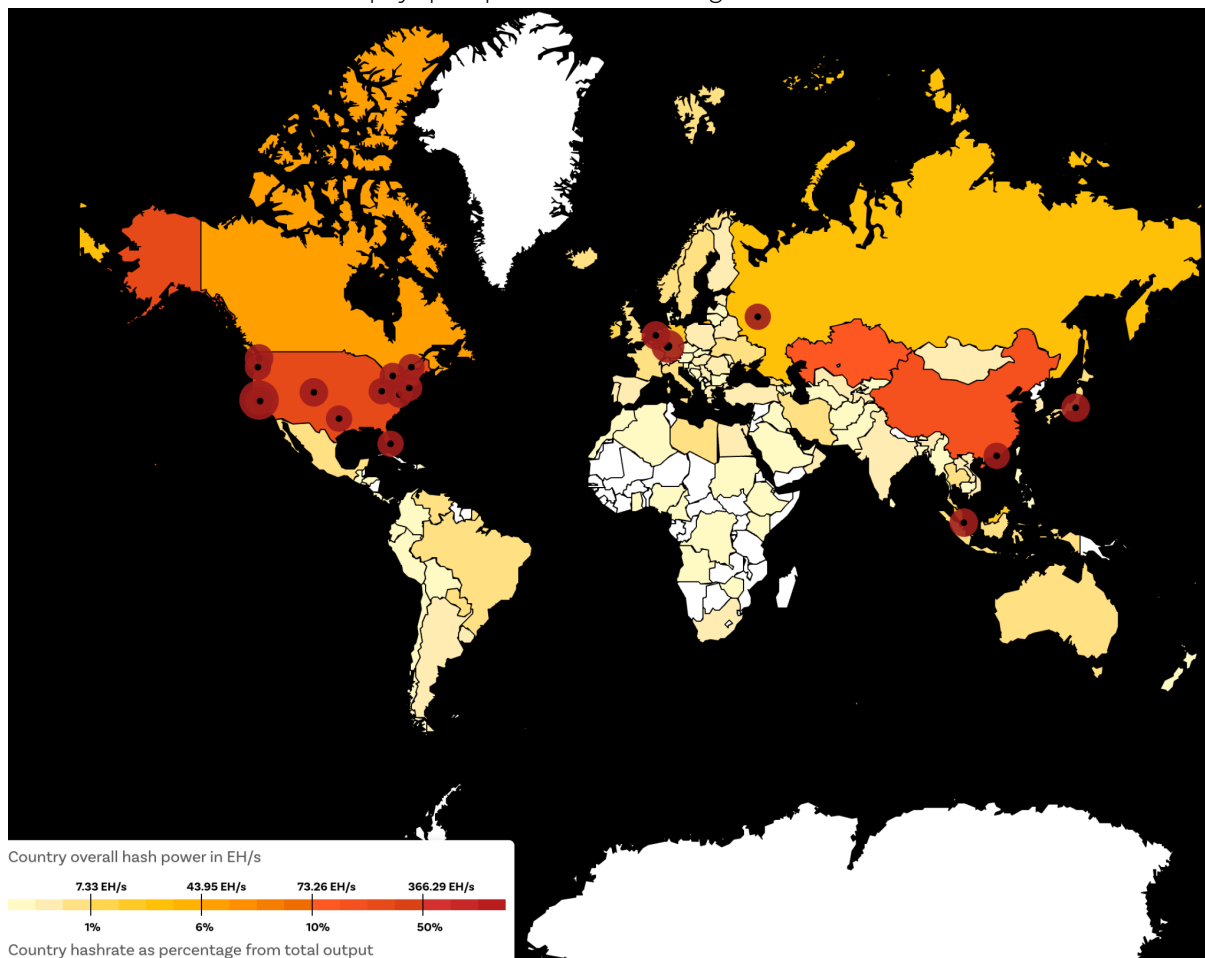 Country overall hash power in EH/s
7.33 EH/s 43.95 EH/s 73.26 EH/s 366.29 EH/s
1% 6% 10% 50%
Country hashrate as percentage from total output